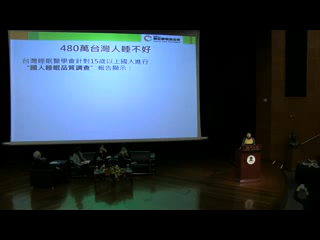 480萬台灣人睡不好
台灣睡眠醫學會針對15歲以上國人進行
“國人睡眠品質調查” 報告顯示：